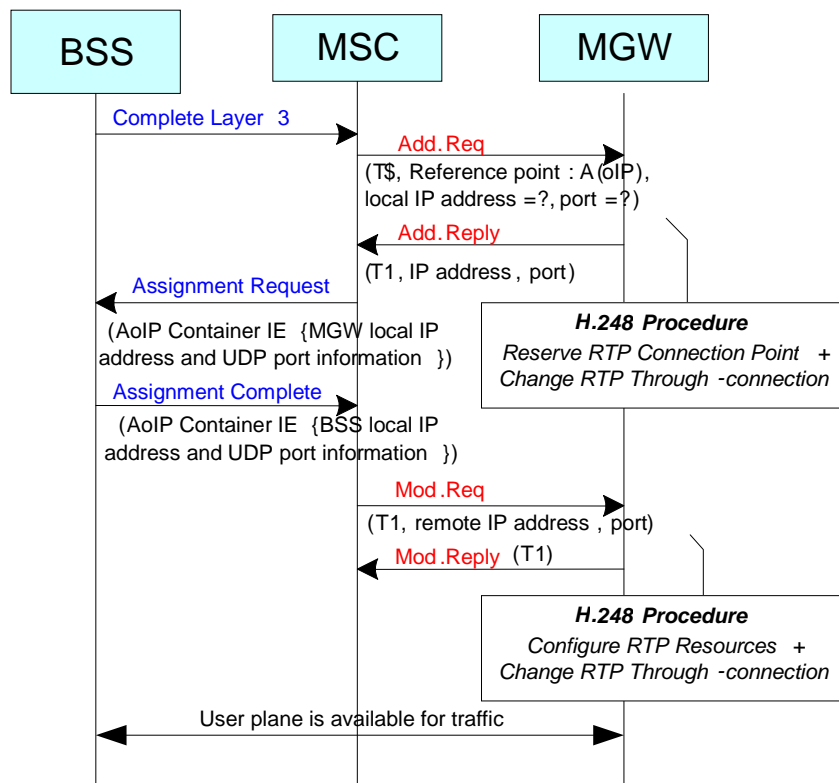 BSS
MSC
MGW
Complete Layer 3
Add.Req
(T$, Reference point : A(oIP),
local IP address =?, port =?)
Add.Reply
(T1, IP address, port)
Assignment Request
(AoIP Container IE {MGW local IP
address and UDP port information })
H.248 Procedure
Reserve RTP Connection Point +
Change RTP Through -connection
Assignment Complete
(AoIP Container IE {BSS local IP
address and UDP port information })
Mod.Req
(T1, remote IP address, port)
Mod.Reply (T1)
H.248 Procedure
Configure RTP Resources +
Change RTP Through -connection
User plane is available for traffic